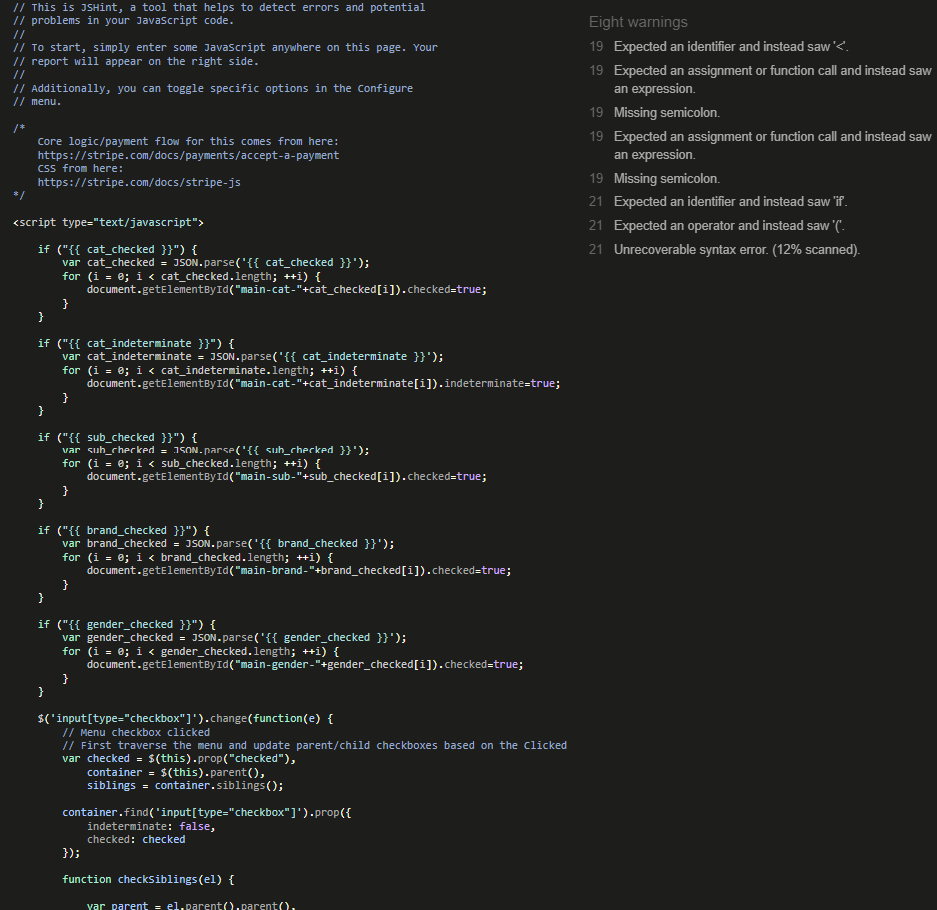 // This is JSHint, a tool that helps to detect errors and potential
// problems in your JavaScript code.
//
// To start, simply enter some JavaScript anywhere on this page. Your
// report will appear on the right side.
//
// Additionally, you can toggle specific options in the Configure
// menu.
/*
    Core logic/payment flow for this comes from here:
    https://stripe.com/docs/payments/accept-a-payment
    CSS from here:
    https://stripe.com/docs/stripe-js
*/
<script type="text/javascript">
    if ("{{ cat_checked }}") {
        var cat_checked = JSON.parse('{{ cat_checked }}');
        for (i = 0; i < cat_checked.length; ++i) {
            document.getElementById("main-cat-"+cat_checked[i]).checked=true;
        }
    }
    if ("{{ cat_indeterminate }}") {
        var cat_indeterminate = JSON.parse('{{ cat_indeterminate }}');
        for (i = 0; i < cat_indeterminate.length; ++i) {
            document.getElementById("main-cat-"+cat_indeterminate[i]).indeterminate=true;
        }
    }
    if ("{{ sub_checked }}") {
        var sub_checked = JSON.parse('{{ sub_checked }}');
        for (i = 0; i < sub_checked.length; ++i) {
            document.getElementById("main-sub-"+sub_checked[i]).checked=true;
        }
    }
    if ("{{ brand_checked }}") {
        var brand_checked = JSON.parse('{{ brand_checked }}');
        for (i = 0; i < brand_checked.length; ++i) {
            document.getElementById("main-brand-"+brand_checked[i]).checked=true;
        }
    }
    if ("{{ gender_checked }}") {
        var gender_checked = JSON.parse('{{ gender_checked }}');
        for (i = 0; i < gender_checked.length; ++i) {
            document.getElementById("main-gender-"+gender_checked[i]).checked=true;
        }
    }
    $('input[type="checkbox"]').change(function(e) {
        // Menu checkbox clicked
        // First traverse the menu and update parent/child checkboxes based on the Clicked
        var checked = $(this).prop("checked"),
            container = $(this).parent(),
            siblings = container.siblings();
        container.find('input[type="checkbox"]').prop({
            indeterminate: false,
            checked: checked
        });
        function checkSiblings(el) {
            var parent = el.parent().parent(),
Eight warnings
19 Expected an identifier and instead saw '<'.
19 Expected an assignment or function call and instead saw
an expression.
19 Missing semicolon.
19 Expected an assignment or function call and instead saw
an expression.
19 Missing semicolon.
21 Expected an identifier and instead saw 'if'.
21 Expected an operator and instead saw '('.
21 Unrecoverable syntax error. (12% scanned).